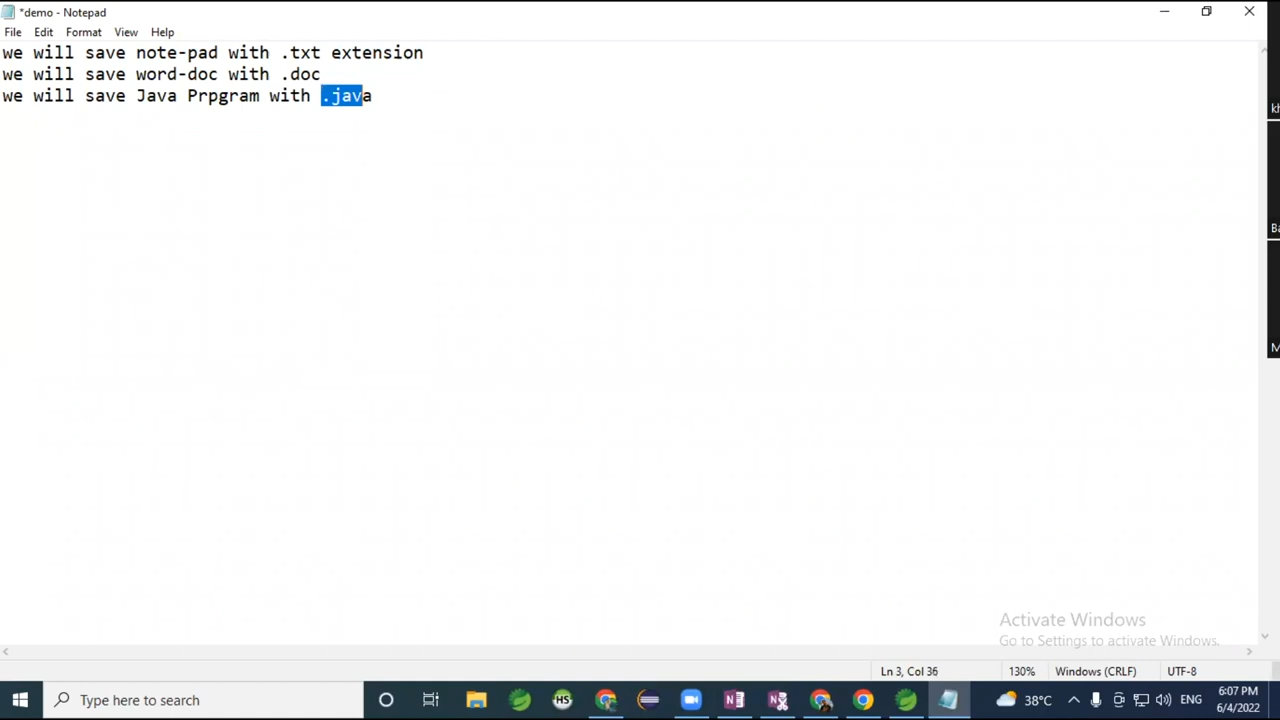 *demo - Notepad
File Edit Format View Help
we will save note-pad with .txt extension
we will save word-doc with .doc
we will save Java Prpgram with .java
kh
Ba
M
Activate Windows
Go to Settings to activate Windows.
Ln 3, Col 36 130% Windows (CRLF) UTF-8
Type here to search HS 38°C ENG 6:07 PM
6/4/2022